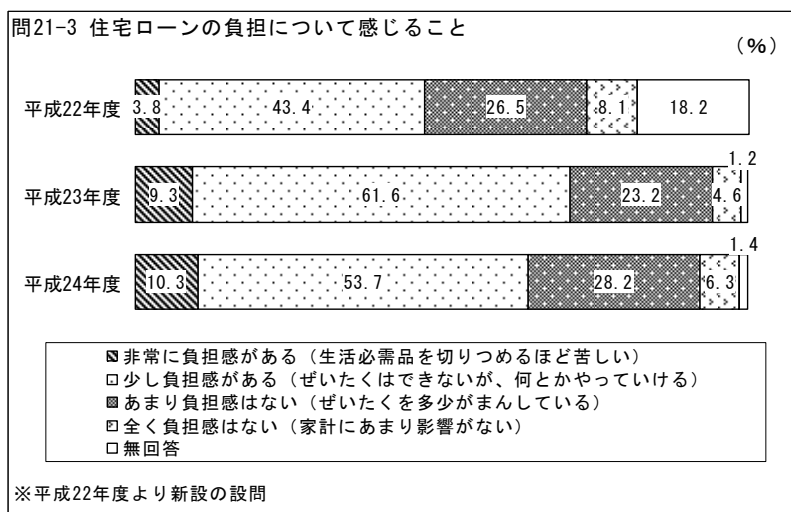 問21-3 住宅ローンの負担について感じること
（%）
平成22年度 3.8 43.4 26.5 8.1 18.2
1.2
平成23年度 9.3 61.6 23.2 4.6
1.4
平成24年度 10.3 53.7 28.2 6.3
非常に負担感がある（生活必需品を切りつめるほど苦しい）
少し負担感がある（ぜいたくはできないが、何とかやっていける）
あまり負担感はない（ぜいたくを多少がまんしている）
全く負担感はない（家計にあまり影響がない）
無回答
※平成22年度より新設の設問